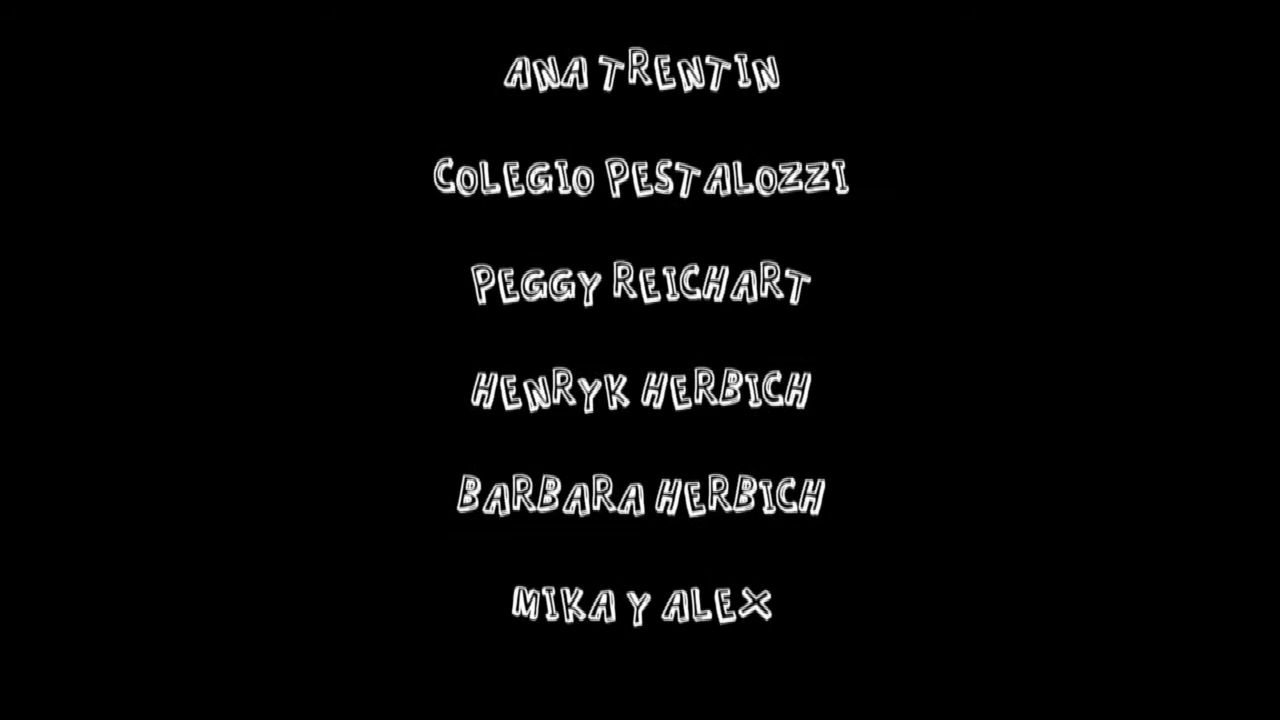 ANA TRENTIN
COLEGIO PESTALOZZI
PEGGY REICHART
HENRYK HERBICH
BARBARA HERBICH
MIKA Y ALEX